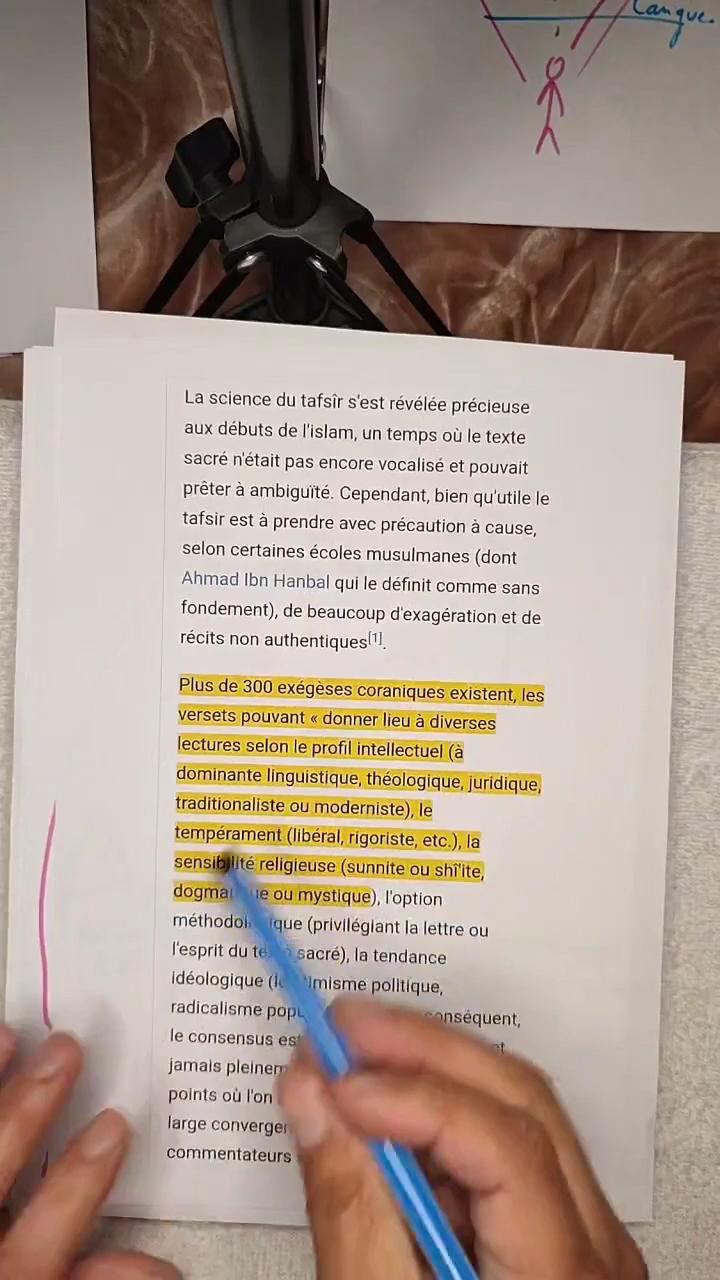 Langue.
La science du tafsîr s'est révélée précieuse
aux débuts de l'islam, un temps où le texte
sacré n'était pas encore vocalisé et pouvait
prêter à ambiguïté. Cependant, bien qu'utile le
tafsir est à prendre avec précaution à cause,
selon certaines écoles musulmanes (dont
Ahmad Ibn Hanbal qui le définit comme sans
fondement), de beaucoup d'exagération et de
récits non authentiques[1].
Plus de 300 exégèses coraniques existent, les
versets pouvant « donner lieu à diverses
lectures selon le profil intellectuel (à
dominante linguistique, théologique, juridique,
traditionaliste ou moderniste), le
tempérament (libéral, rigoriste, etc.), la
sensibilité religieuse (sunnite ou shî'ite,
ou mystique), l'option
(privilégiant la lettre ou
l'esprit du sacré), la tendance
idéologique politique,
radicalisme
le consensus
jamais
points où l'on
large
commentateurs